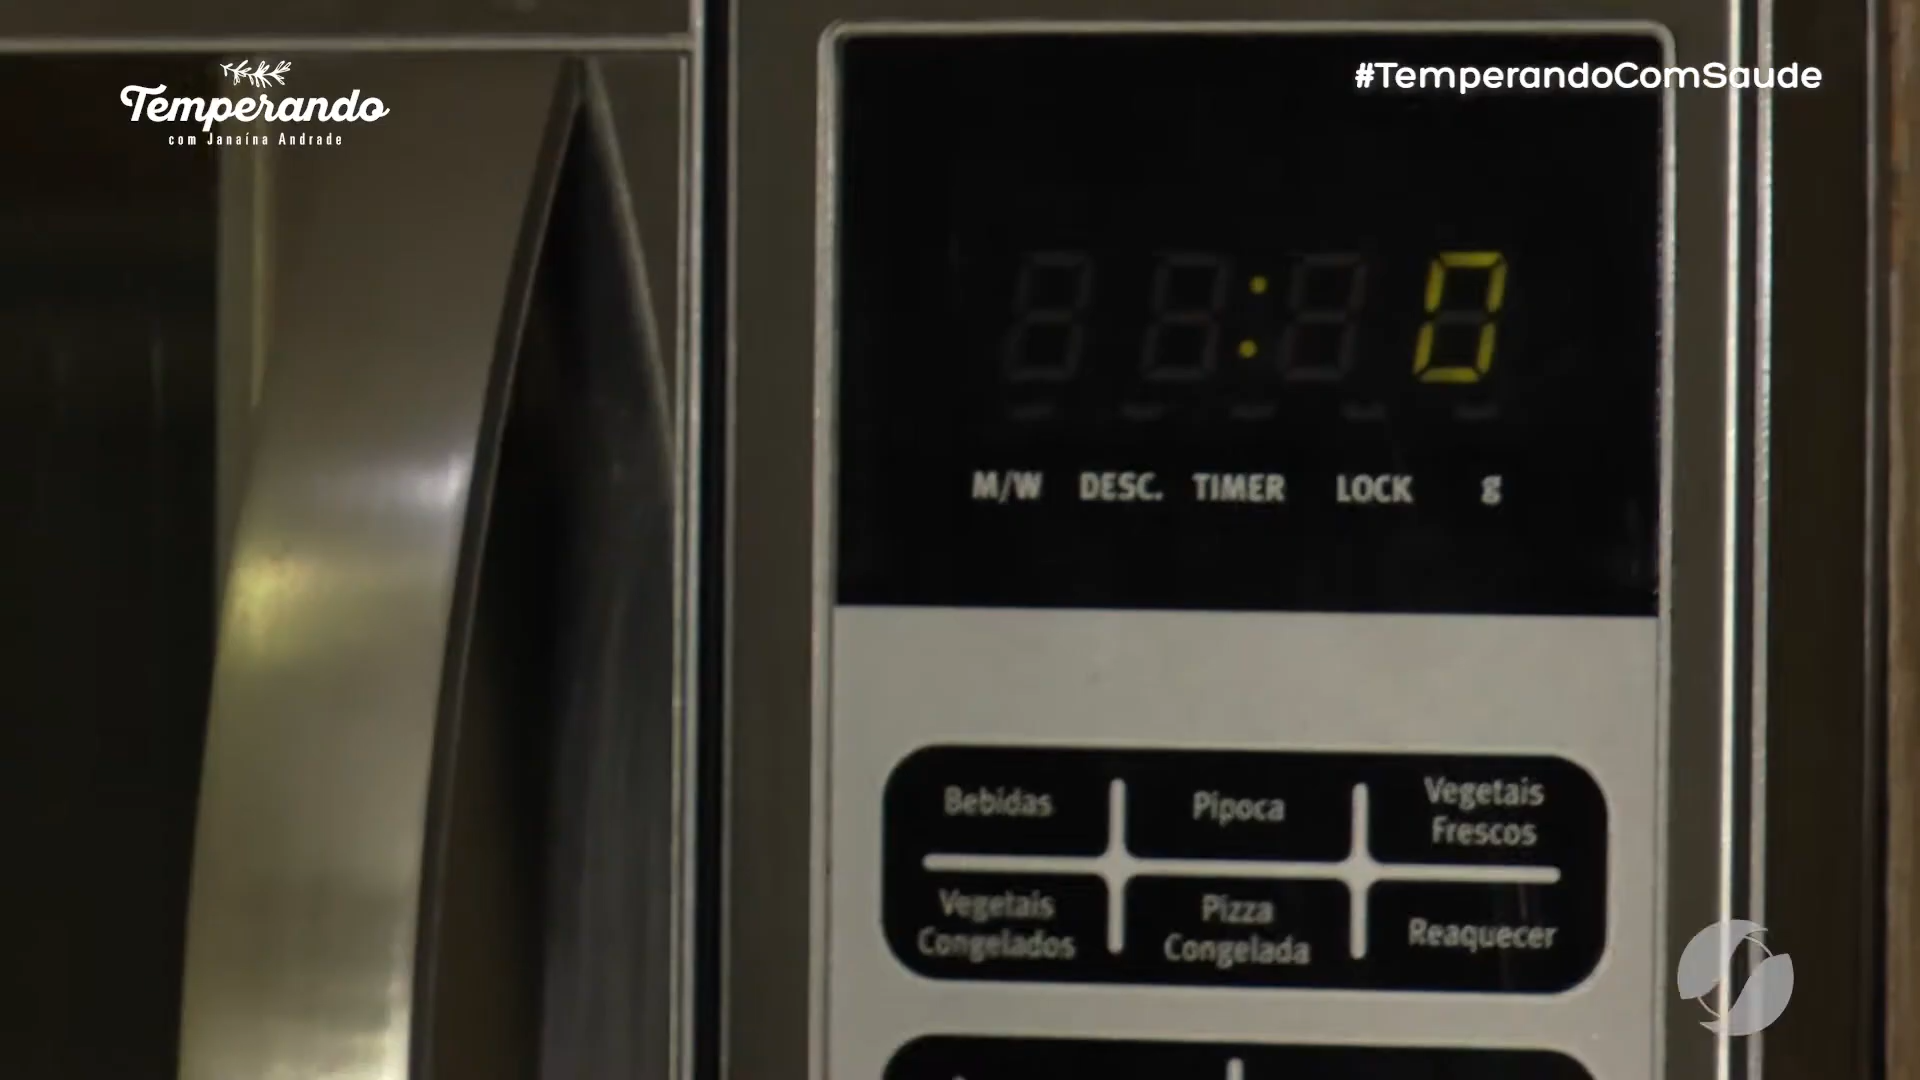 Temperando
com Janaína Andrade
#TemperandoComSaude
: 0
M/W DESC. TIMER LOCK g
Bebidas
Pipoca
Vegetais
Frescos
Vegetais
Congelados
Pizza
Congelada
Reaquecer